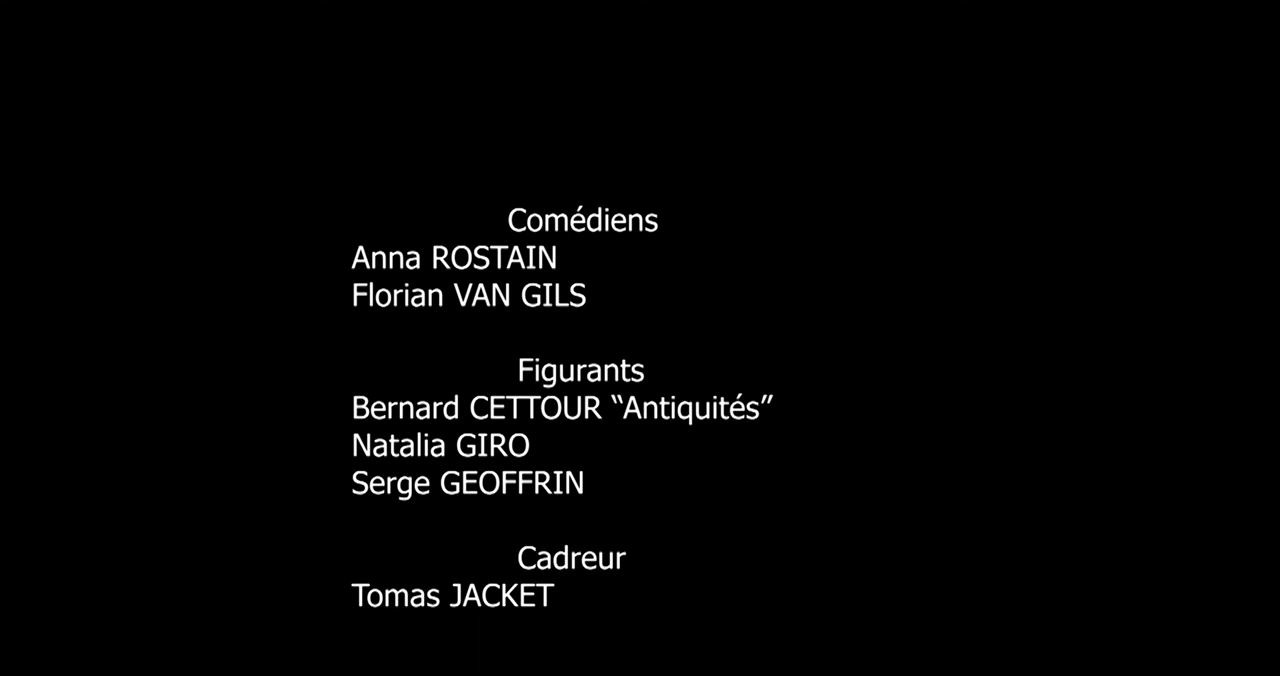 Comédiens
Anna ROSTAIN
Florian VAN GILS
Figurants
Bernard CETTOUR “Antiquités”
Natalia GIRO
Serge GEOFFRIN
Cadreur
Tomas JACKET